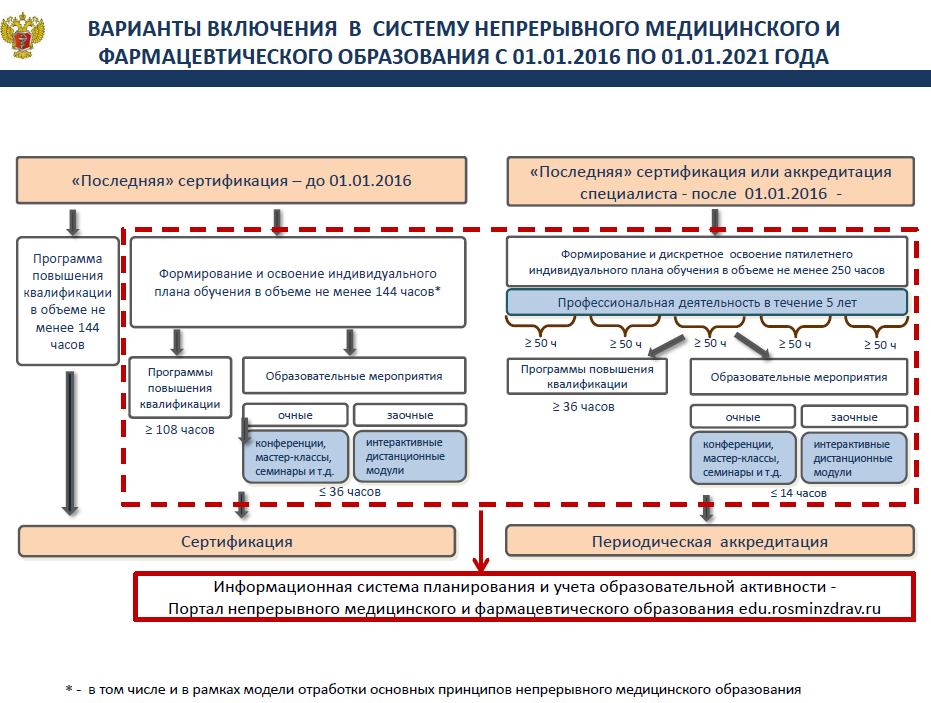 ВАРИАНТЫ ВКЛЮЧЕНИЯ В СИСТЕМУ НЕПРЕРЫВНОГО МЕДИЦИНСКОГО И
ФАРМАЦЕВТИЧЕСКОГО ОБРАЗОВАНИЯ С 01.01.2016 ПО 01.01.2021 ГОДА
«Последняя» сертификация – до 01.01.2016
Программа
повышения
квалификации
в объеме не
менее 144
часов
Формирование и освоение индивидуального
плана обучения в объеме не менее 144 часов*
Программы
повышения
квалификации
≥ 108 часов
Образовательные мероприятия
очные
заочные
конференции,
мастер-классы,
семинары и т.д.
интерактивные
дистанционные
модули
≤ 36 часов
Сертификация
«Последняя» сертификация или аккредитация
специалиста - после 01.01.2016 -
Формирование и дискретное освоение пятилетнего
индивидуального плана обучения в объеме не менее 250 часов
Профессиональная деятельность в течение 5 лет
≥ 50 ч
≥ 50 ч
≥ 50 ч
≥ 50 ч
≥ 50 ч
Программы повышения
квалификации
≥ 36 часов
Образовательные мероприятия
очные
заочные
конференции,
мастер-классы,
семинары и т.д.
интерактивные
дистанционные
модули
≤ 14 часов
Периодическая аккредитация
Информационная система планирования и учета образовательной активности -
Портал непрерывного медицинского и фармацевтического образования edu.rosminzdrav.ru
* - в том числе и в рамках модели отработки основных принципов непрерывного медицинского образования